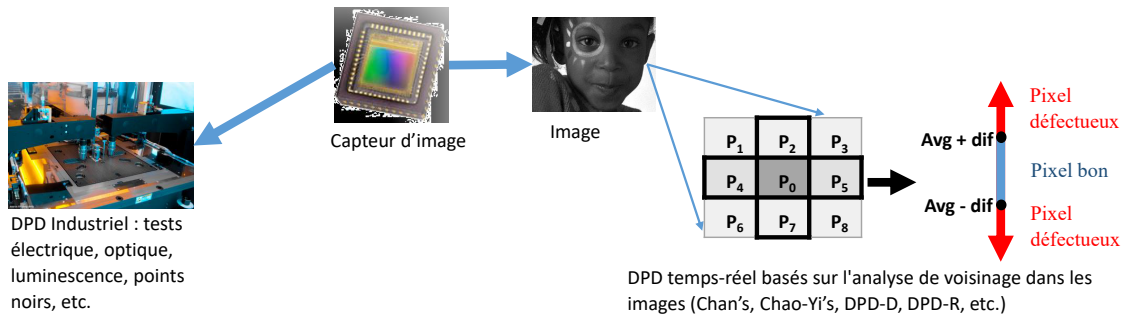 Capteur d'image
Image
DPD Industriel : tests
électrique, optique,
luminescence, points
noirs, etc.
P1 P2 P3
P4 P0 P5
P6 P7 P8
Avg + dif
Avg - dif
Pixel
défectueux
Pixel bon
Pixel
défectueux
DPD temps-réel basés sur l'analyse de voisinage dans les
images (Chan's, Chao-Yi's, DPD-D, DPD-R, etc.)